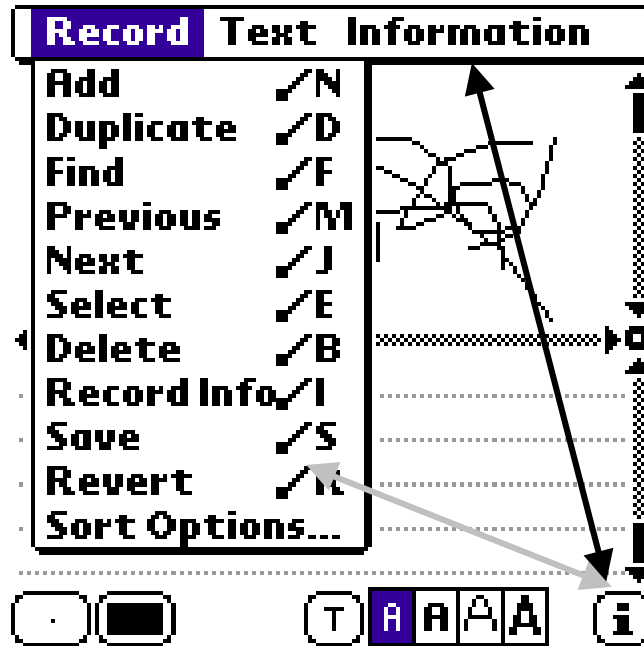 Record Text Information
Add N
Duplicate D
Find F
Previous M
Next J
Select E
Delete B
Record Info I
Save S
Revert R
Sort Options...
T A A A A i